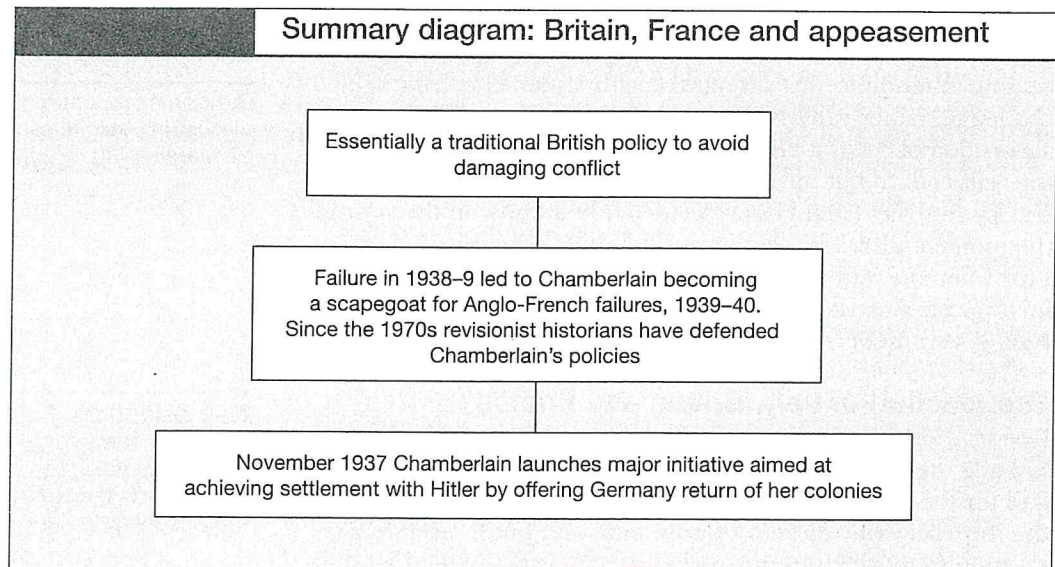 Summary diagram: Britain, France and appeasement
Essentially a traditional British policy to avoid
damaging conflict
Failure in 1938–9 led to Chamberlain becoming
a scapegoat for Anglo-French failures, 1939–40.
Since the 1970s revisionist historians have defended
Chamberlain's policies
November 1937 Chamberlain launches major initiative aimed at
achieving settlement with Hitler by offering Germany return of her colonies